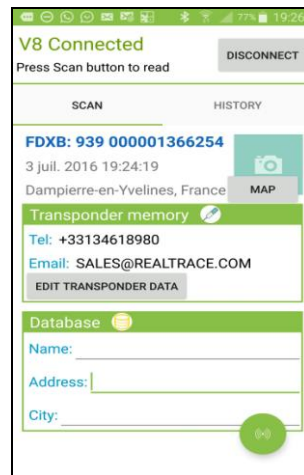 77% 19:26
V8 Connected
Press Scan button to read
DISCONNECT
SCAN HISTORY
FDXB: 939 000001366254
3 juil. 2016 19:24:19
Dampierre-en-Yvelines, France
MAP
Transponder memory
Tel: +33134618980
Email: SALES@REALTRACE.COM
EDIT TRANSPONDER DATA
Database
Name:
Address:
City: